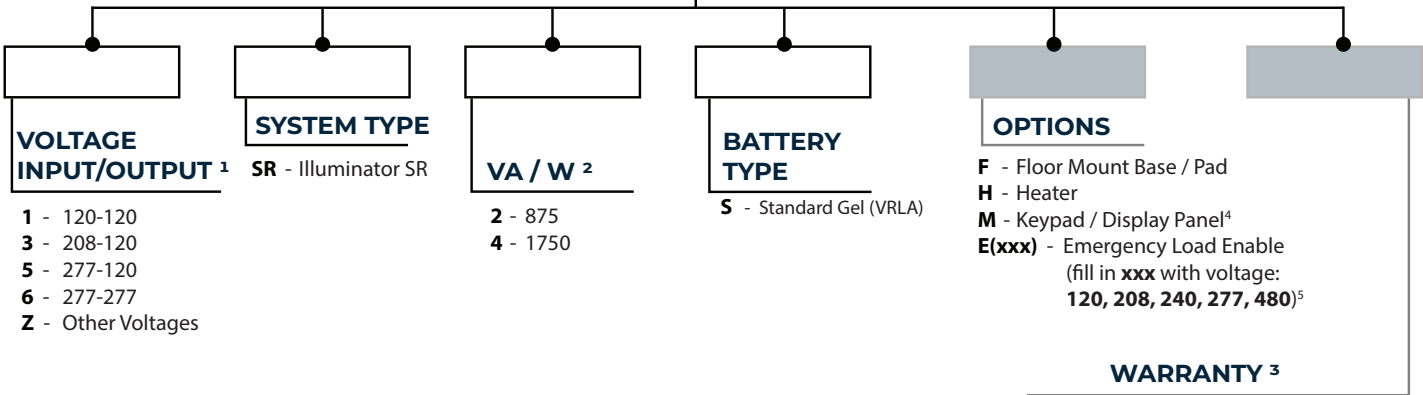 VOLTAGE
INPUT/OUTPUT ¹
1 - 120-120
3 - 208-120
5 - 277-120
6 - 277-277
Z - Other Voltages
SYSTEM TYPE
SR - Illuminator SR
VA / W ²
2 - 875
4 - 1750
BATTERY
TYPE
S - Standard Gel (VRLA)
OPTIONS
F - Floor Mount Base / Pad
H - Heater
M - Keypad / Display Panel⁴
E(xxx) - Emergency Load Enable
(fill in xxx with voltage:
120, 208, 240, 277, 480)⁵
WARRANTY ³